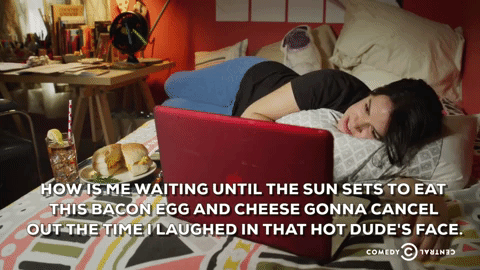 HOW IS ME WAITING UNTIL THE SUN SETS TO EAT
THIS BACON EGG AND CHEESE GONNA CANCEL
OUT THE TIME I LAUGHED IN THAT HOT DUDE'S FACE.
COMEDY CENTRAL